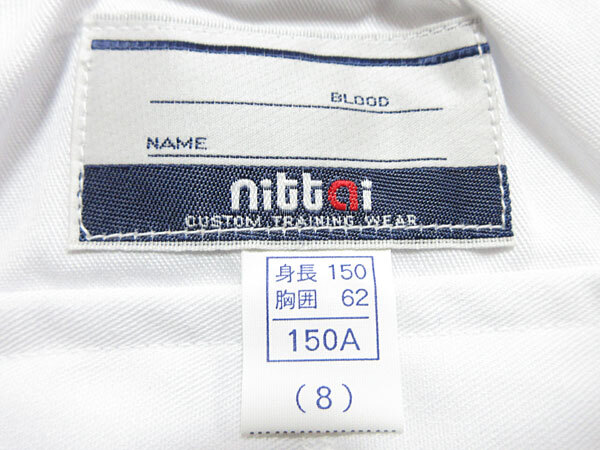 BLOOD
NAME
nittai
CUSTOM TRAINING WEAR
身長 150
胸囲 62
150A
(8)